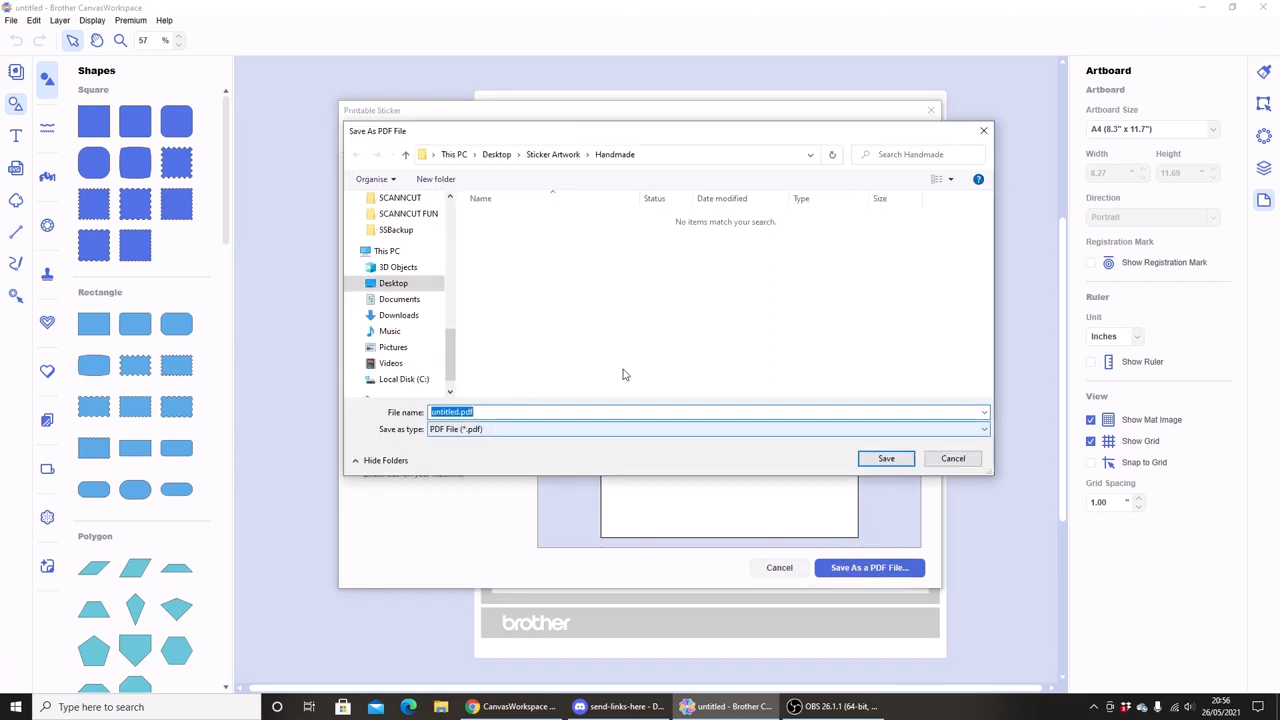 untitled - Brother CanvasWorkspace
File Edit Layer Display Premium Help
57 %
Shapes
Square
Rectangle
Polygon
Printable Sticker
Save As PDF File
This PC > Desktop > Sticker Artwork > Handmade
Search Handmade
Organise New folder
Name Status Date modified Type Size
No items match your search.
SCANNCUT
SCANNCUT FUN
SSBackup
This PC
3D Objects
Desktop
Documents
Downloads
Music
Pictures
Videos
Local Disk (C:)
File name: untitled.pdf
Save as type: PDF File (*.pdf)
Hide Folders
Save Cancel
Cancel Save As a PDF File...
brother
Artboard
Artboard
Artboard Size
A4 (8.3" x 11.7")
Width Height
8.27 " 11.69 "
Direction
Portrait
Registration Mark
Show Registration Mark
Ruler
Unit
Inches
Show Ruler
View
Show Mat Image
Show Grid
Snap to Grid
Grid Spacing
1.00 "
Type here to search
CanvasWorkspace ...
send-links-here - D...
untitled - Brother C...
OBS 26.1.1 (64-bit, ...
20:56
26/05/2021